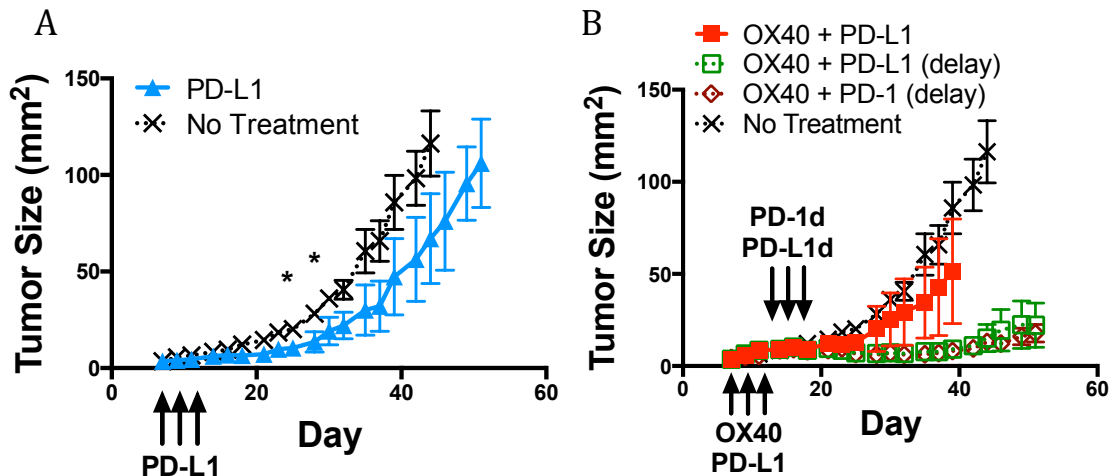 A
PD-L1
No Treatment
Tumor Size (mm2)
150
100
50
0
*
*
0
20
40
60
Day
PD-L1
B
OX40 + PD-L1
OX40 + PD-L1 (delay)
OX40 + PD-1 (delay)
No Treatment
Tumor Size (mm2)
150
100
50
0
PD-1d
PD-L1d
0
20
40
60
Day
OX40
PD-L1